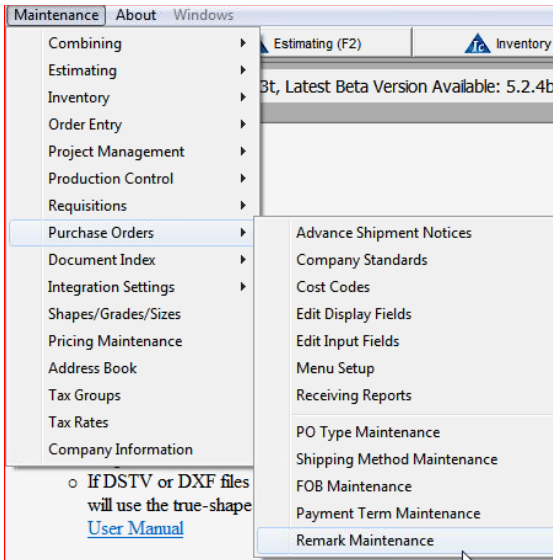 Maintenance About Windows
Estimating (F2)
Inventory
3t, Latest Beta Version Available: 5.2.4b
Combining
Estimating
Inventory
Order Entry
Project Management
Production Control
Requisitions
Purchase Orders
Document Index
Integration Settings
Shapes/Grades/Sizes
Pricing Maintenance
Address Book
Tax Groups
Tax Rates
Company Information
Advance Shipment Notices
Company Standards
Cost Codes
Edit Display Fields
Edit Input Fields
Menu Setup
Receiving Reports
PO Type Maintenance
Shipping Method Maintenance
FOB Maintenance
Payment Term Maintenance
Remark Maintenance
If DSTV or DXF files
will use the true-shape
User Manual